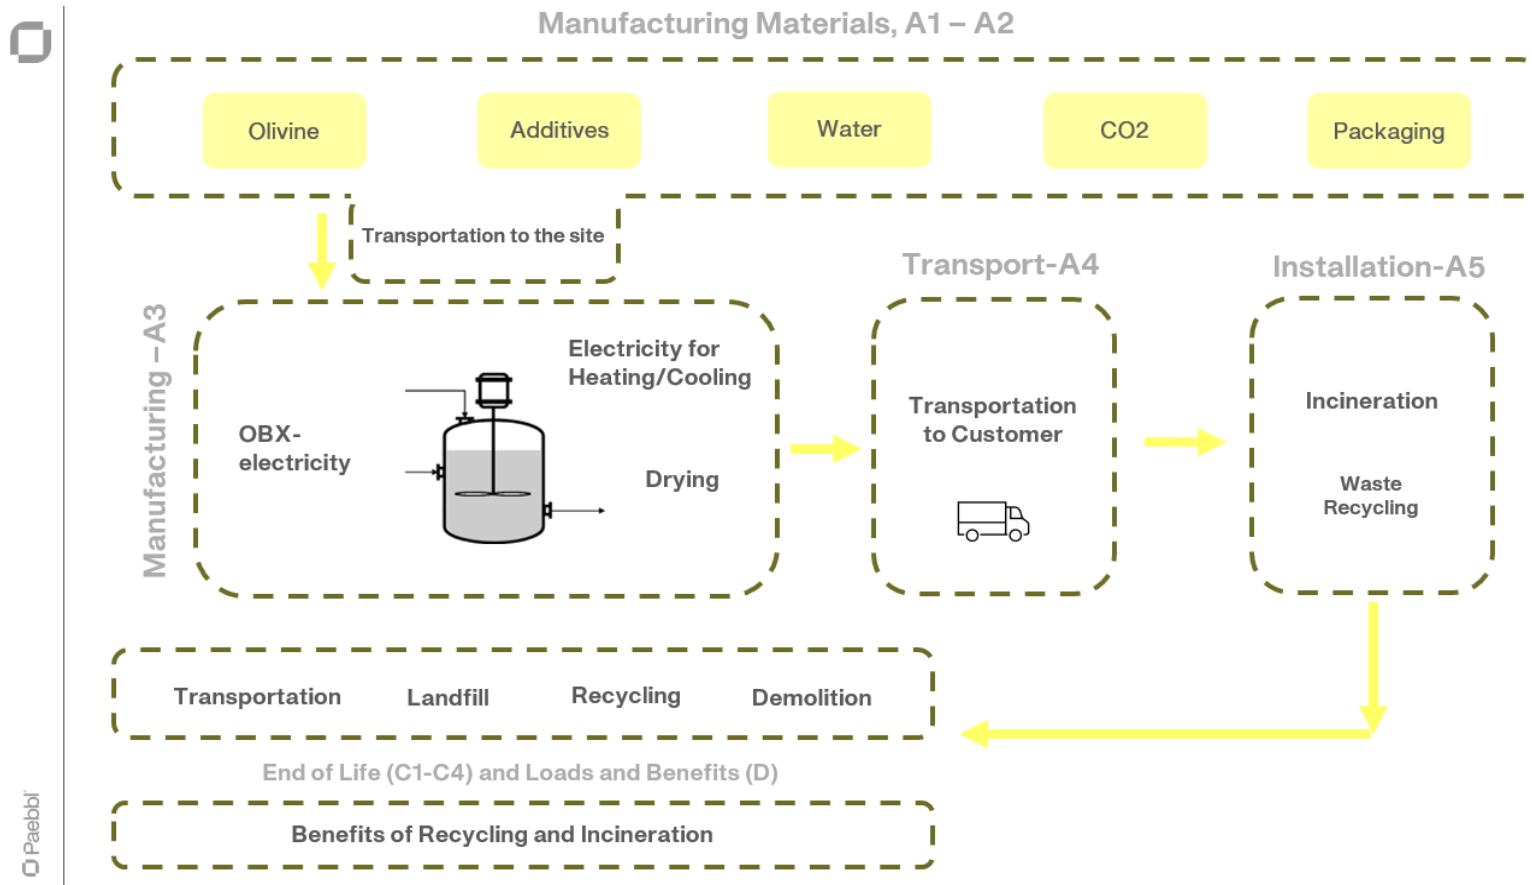 Manufacturing Materials, A1 – A2
Olivine
Additives
Water
CO2
Packaging
Transportation to the site
Manufacturing – A3
OBX-
electricity
Electricity for
Heating/Cooling
Drying
Transport-A4
Transportation
to Customer
Installation-A5
Incineration
Waste
Recycling
Transportation
Landfill
Recycling
Demolition
End of Life (C1-C4) and Loads and Benefits (D)
Benefits of Recycling and Incineration
Paebbl